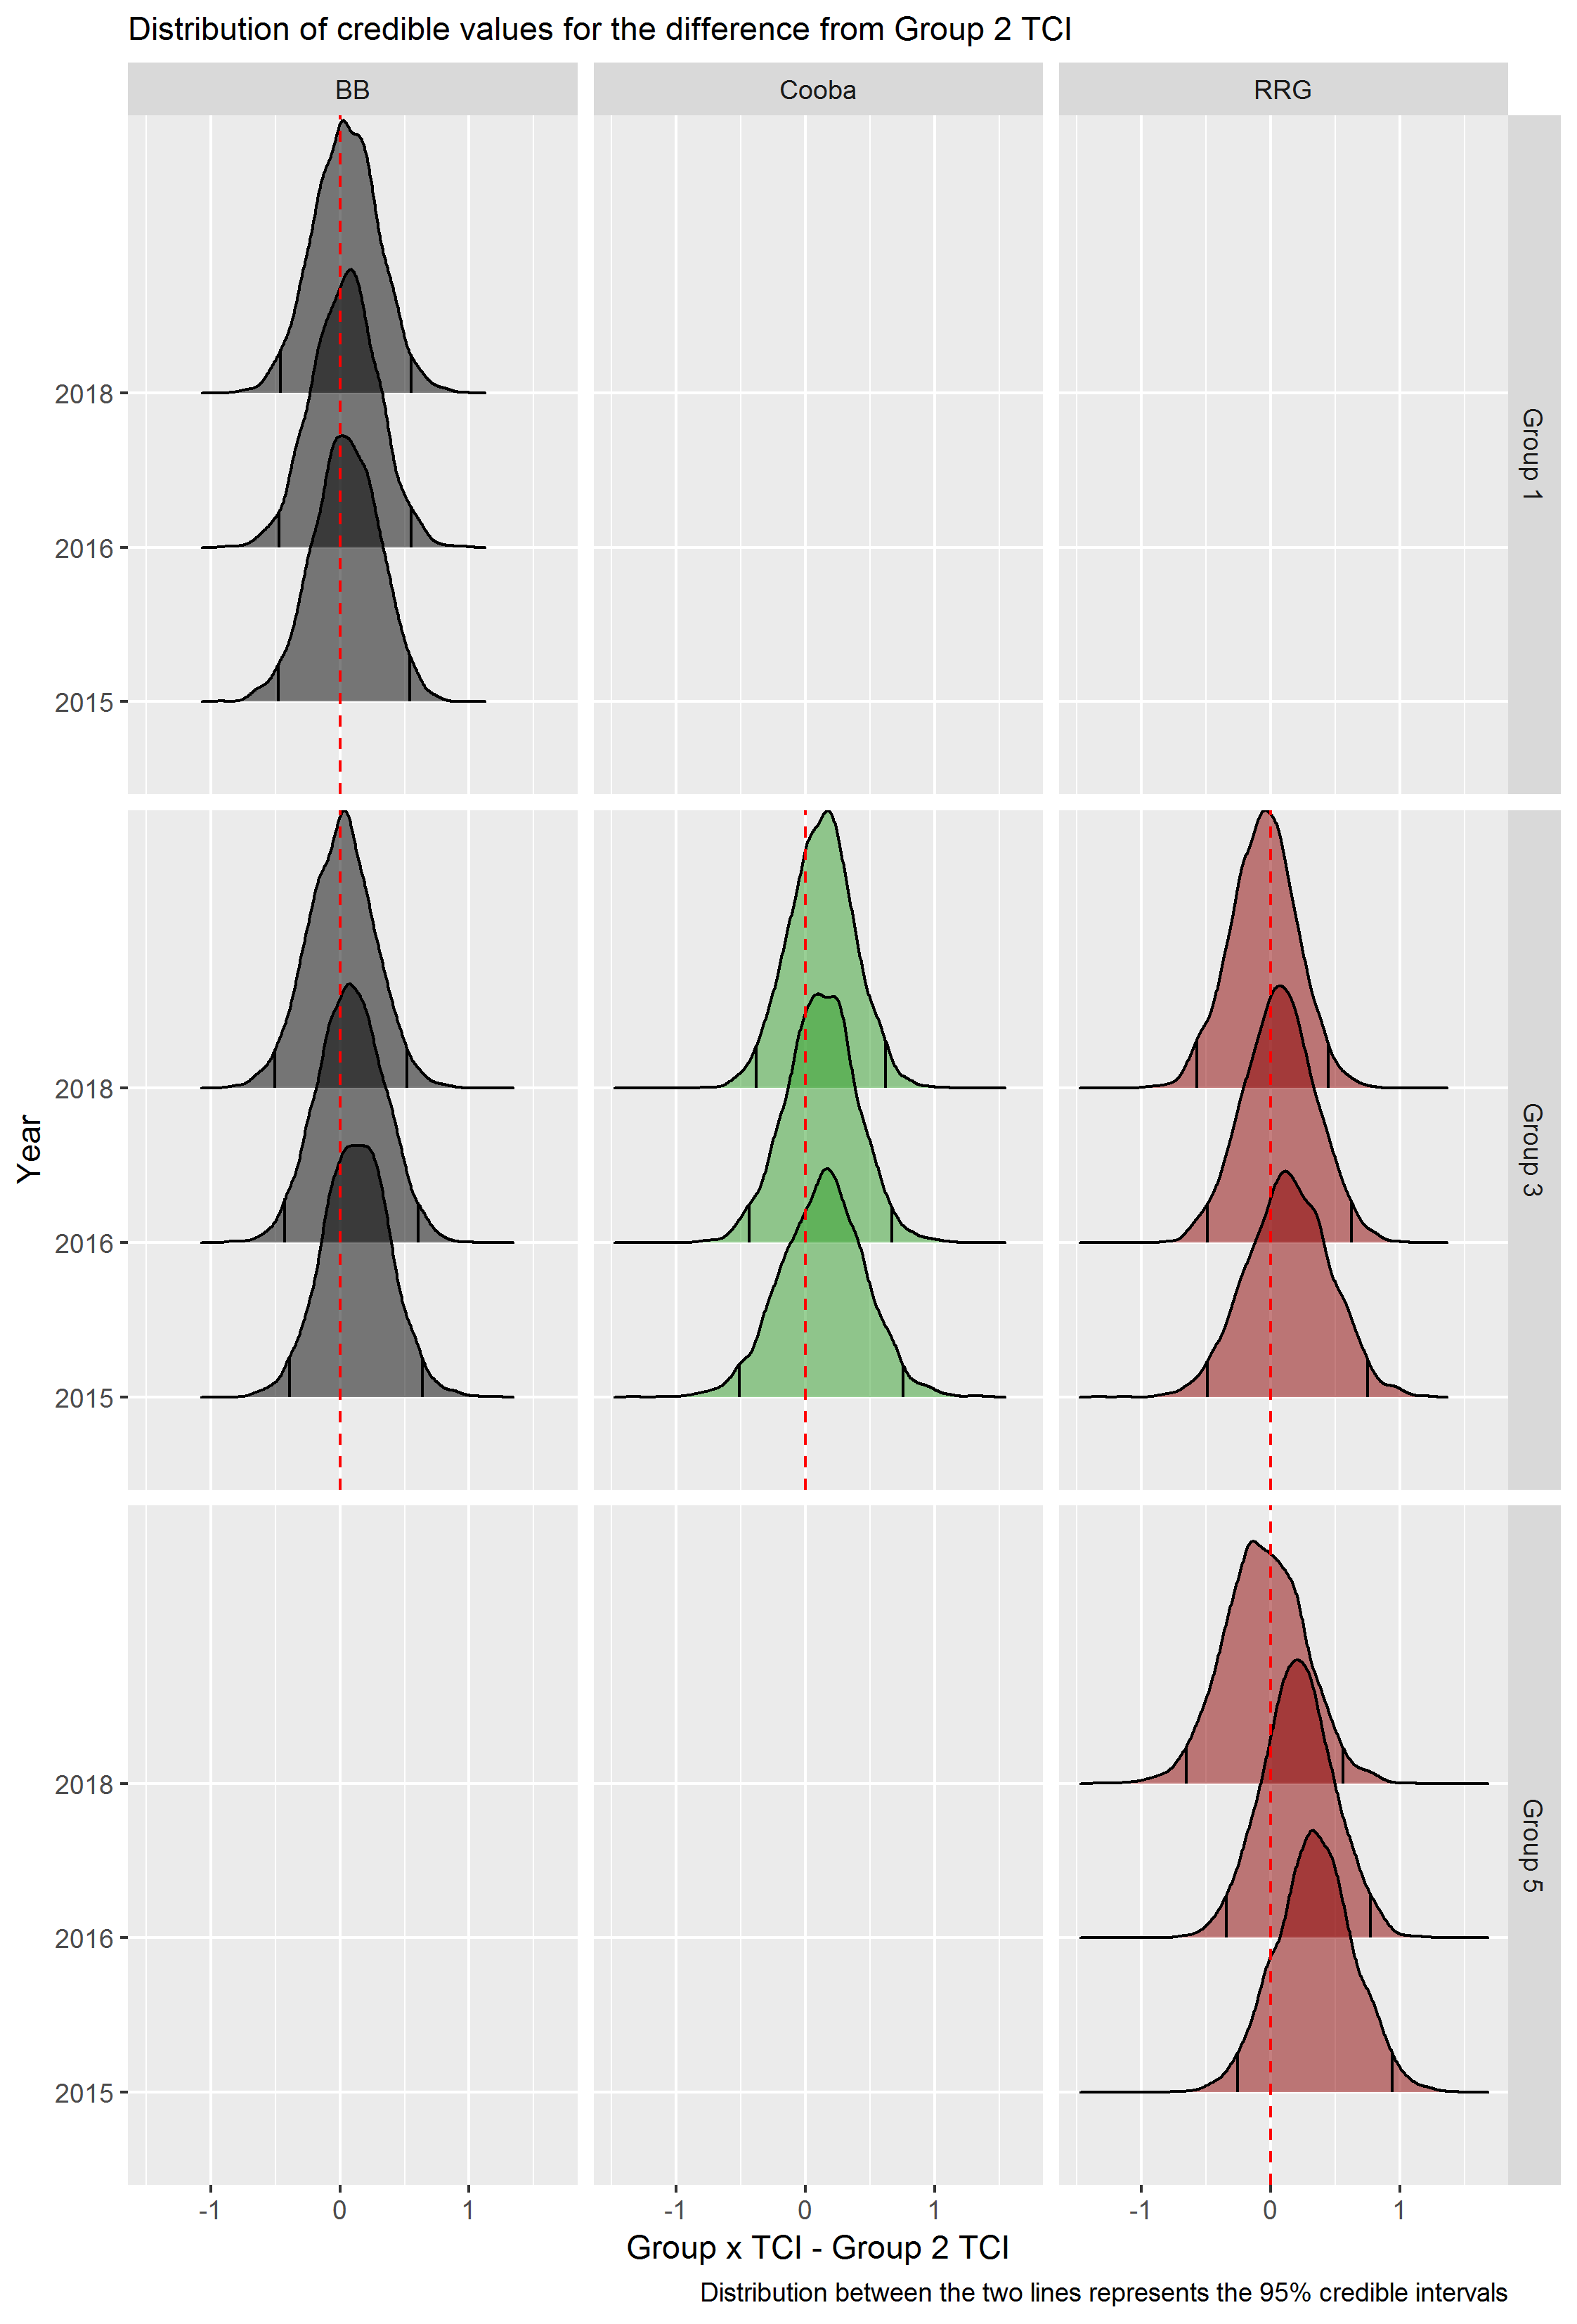 Distribution of credible values for the difference from Group 2 TCI
BB
Cooba
RRG
2018
2016
2015
Group 1
2018
2016
2015
Group 3
Year
2018
2016
2015
Group 5
-1 0 1
-1 0 1
-1 0 1
Group x TCI - Group 2 TCI
Distribution between the two lines represents the 95% credible intervals